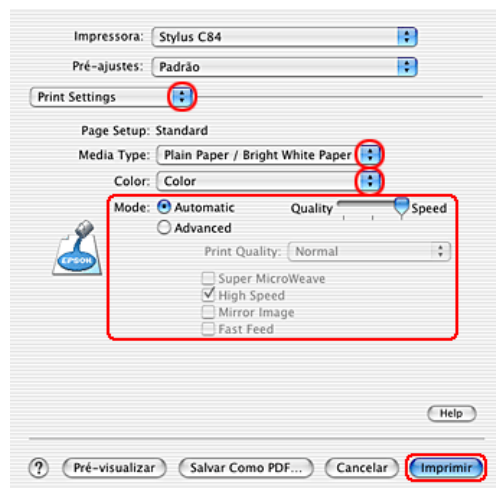 Impressora: Stylus C84
Pré-ajustes: Padrão
Print Settings
Page Setup: Standard
Media Type: Plain Paper / Bright White Paper
Color: Color
Mode: Automatic Quality Speed
Advanced
Print Quality: Normal
EPSON
Super MicroWeave
High Speed
Mirror Image
Fast Feed
Help
? Pré-visualizar Salvar Como PDF... Cancelar Imprimir